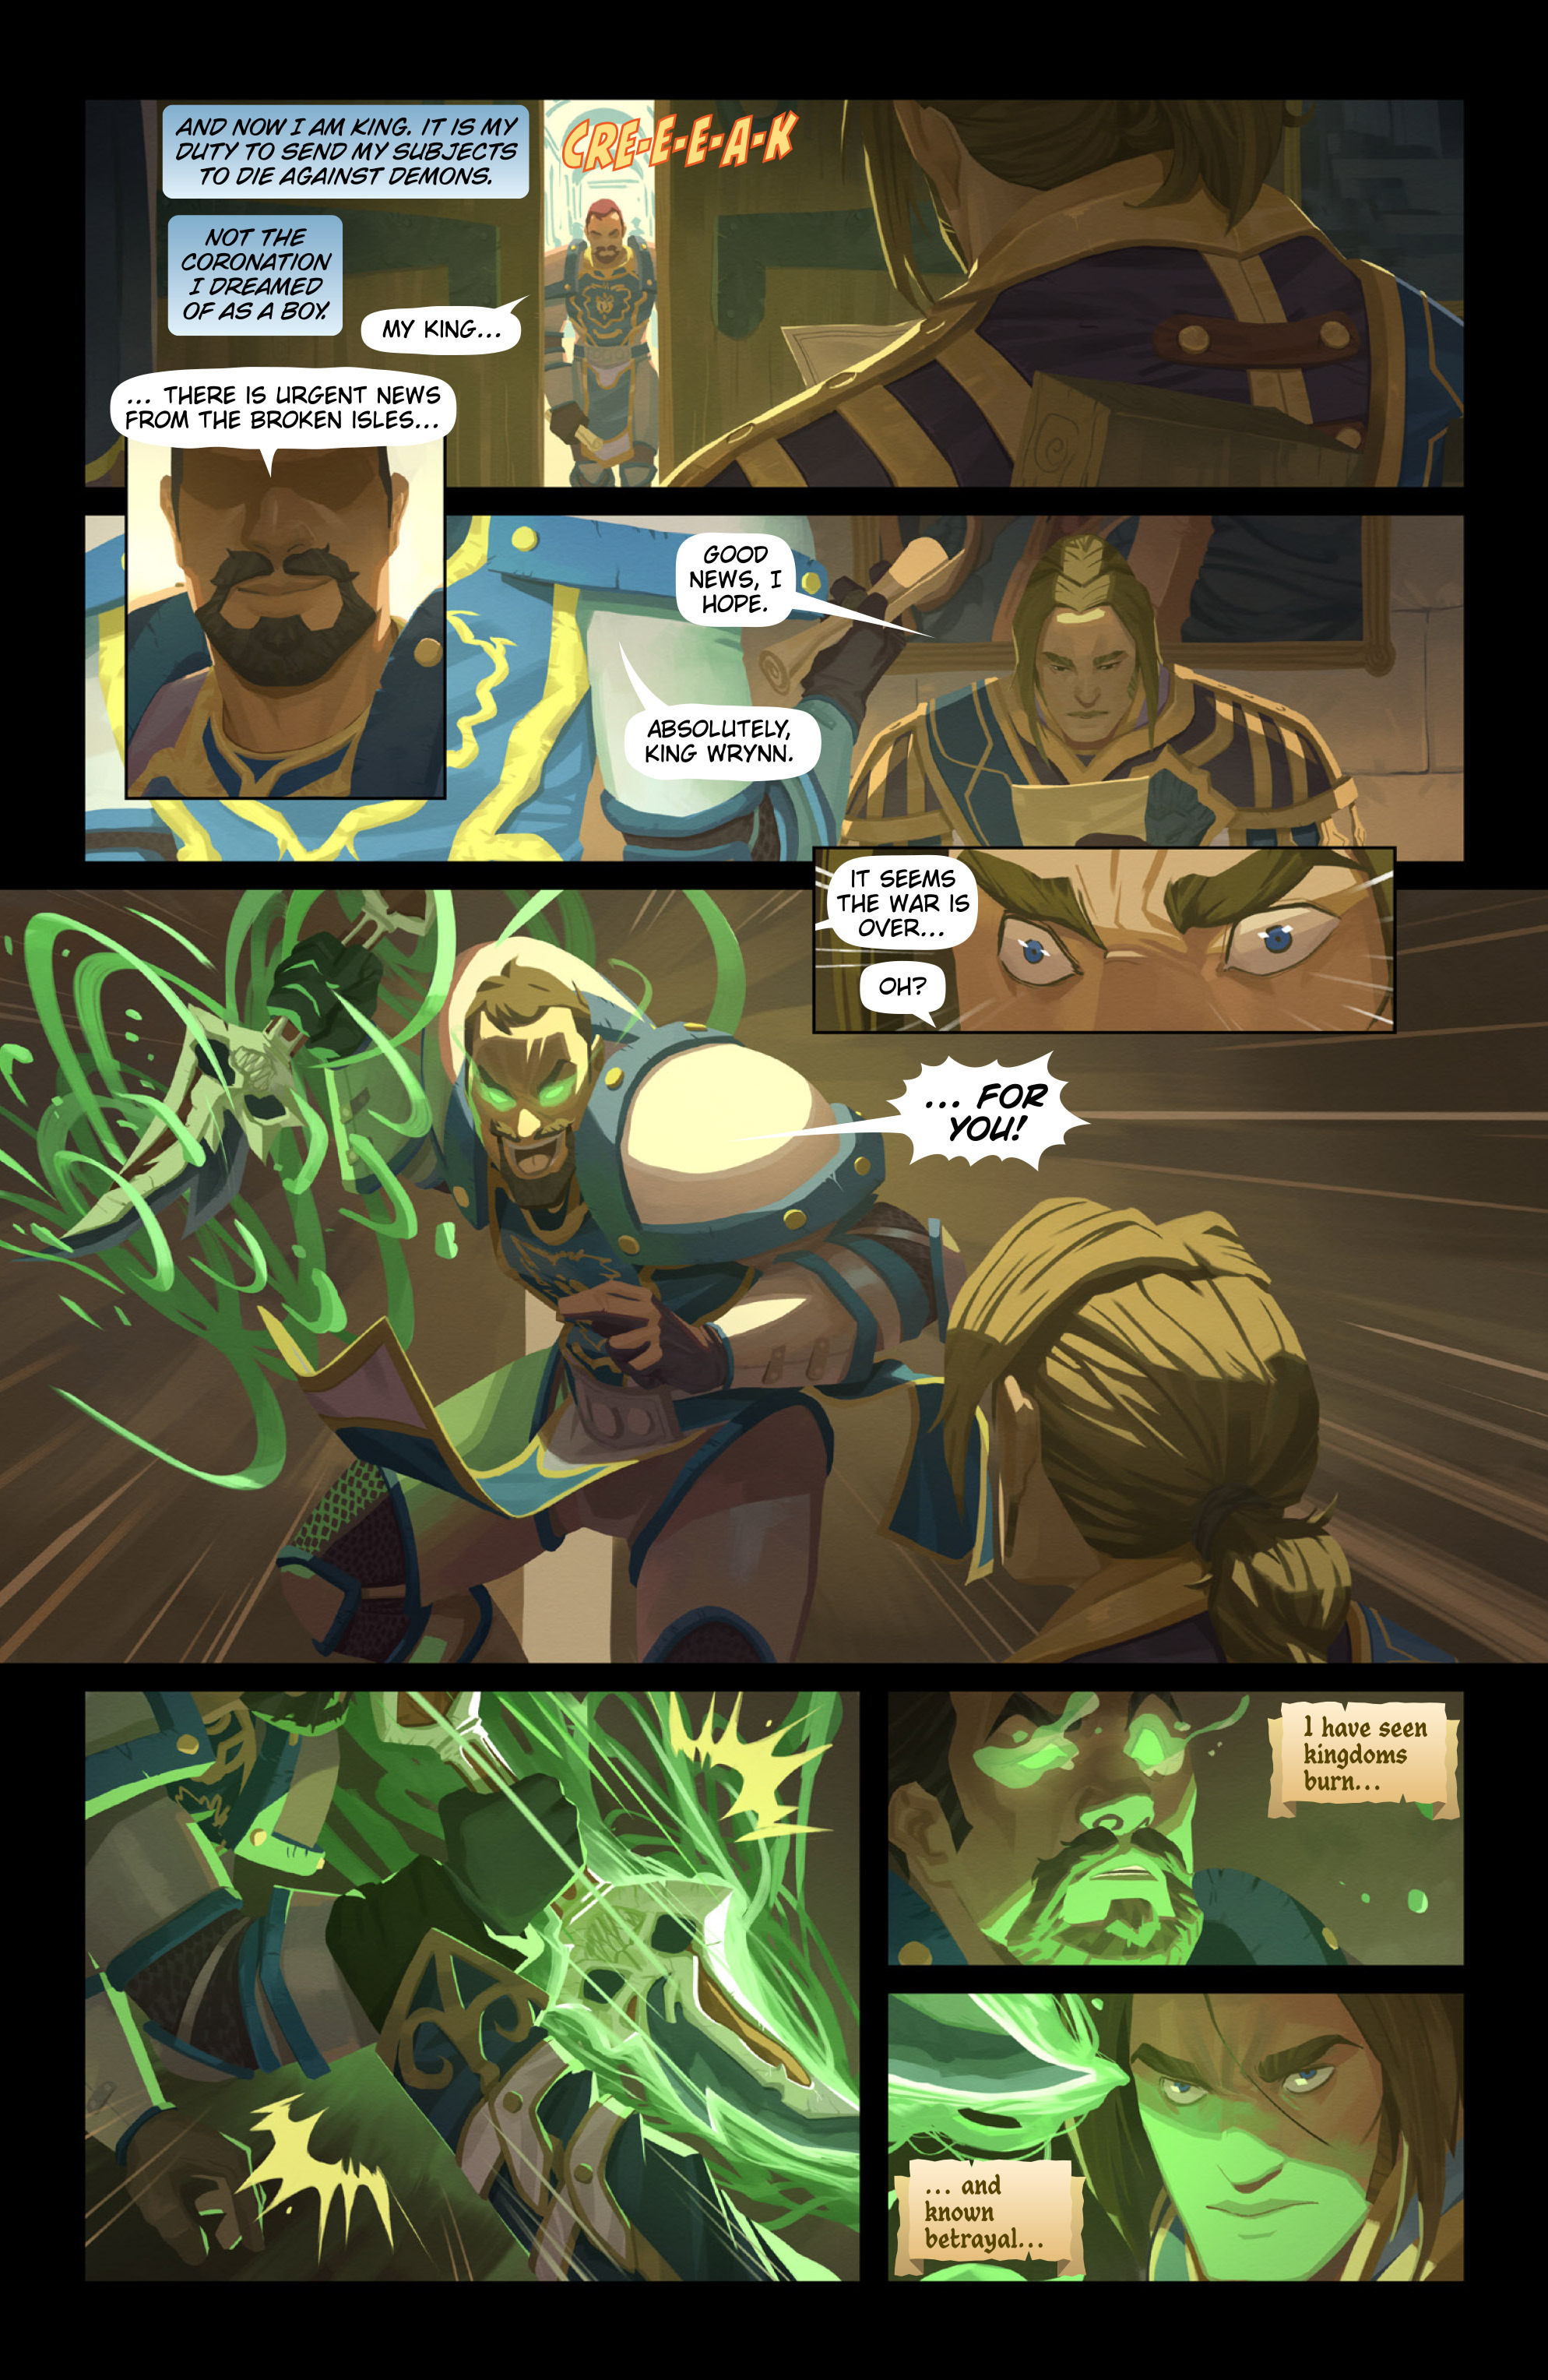 AND NOW I AM KING. IT IS MY
DUTY TO SEND MY SUBJECTS
TO DIE AGAINST DEMONS.
NOT THE
CORONATION
I DREAMED
OF AS A BOY.
CRE-E-E-A-K
MY KING...
... THERE IS URGENT NEWS
FROM THE BROKEN ISLES...
GOOD
NEWS, I
HOPE.
ABSOLUTELY,
KING WRYNN.
IT SEEMS
THE WAR IS
OVER...
OH?
... FOR
YOU!
I have seen
kingdoms
burn...
... and
known
betrayal...